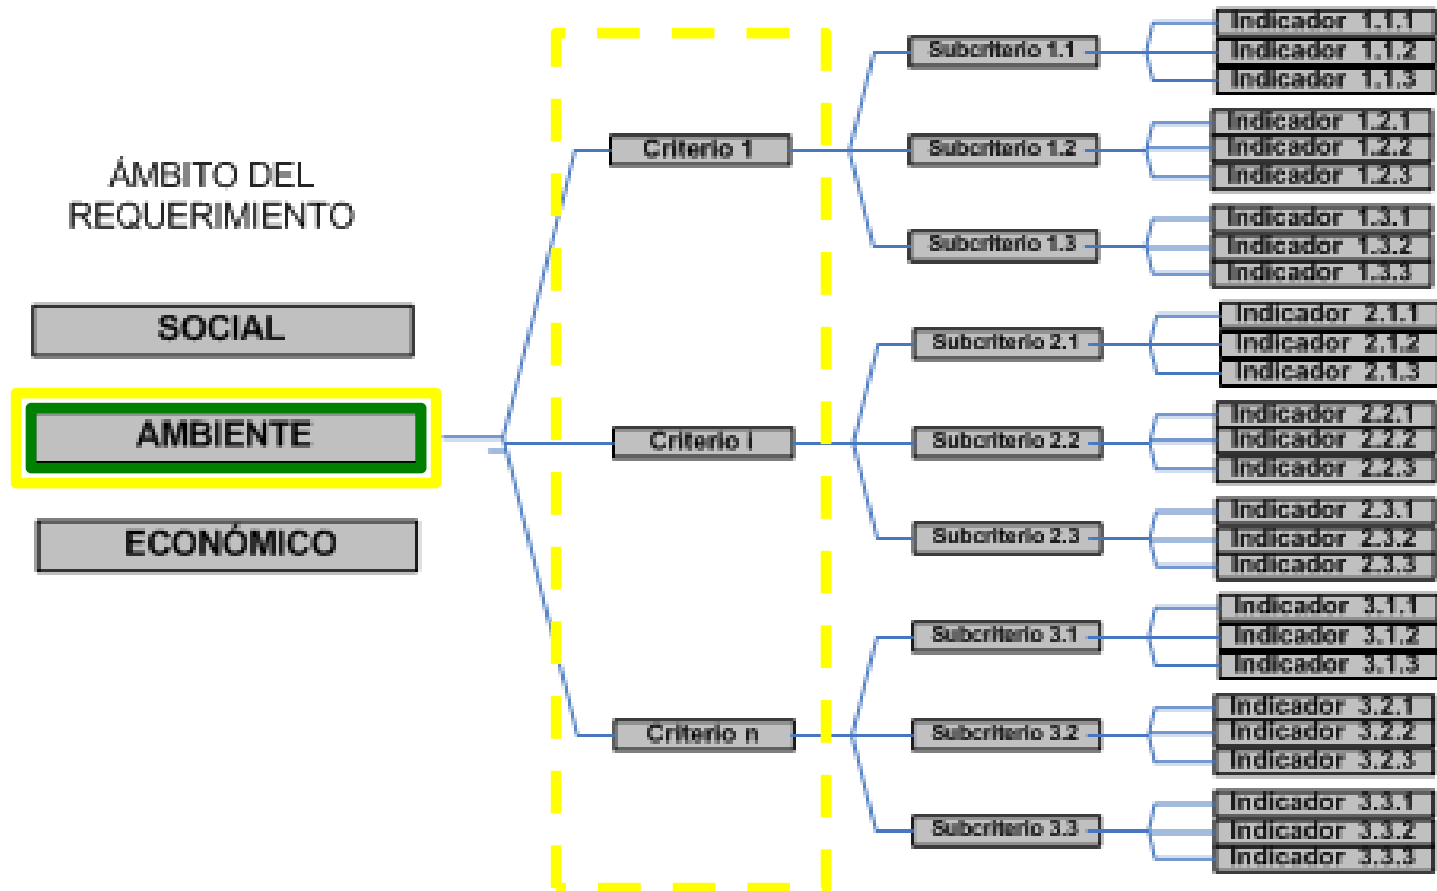 ÁMBITO DEL
REQUERIMIENTO
SOCIAL
AMBIENTE
ECONÓMICO
Criterio 1
Criterio i
Criterio n
Subcriterio 1.1
Subcriterio 1.2
Subcriterio 1.3
Subcriterio 2.1
Subcriterio 2.2
Subcriterio 2.3
Subcriterio 3.1
Subcriterio 3.2
Subcriterio 3.3
Indicador 1.1.1
Indicador 1.1.2
Indicador 1.1.3
Indicador 1.2.1
Indicador 1.2.2
Indicador 1.2.3
Indicador 1.3.1
Indicador 1.3.2
Indicador 1.3.3
Indicador 2.1.1
Indicador 2.1.2
Indicador 2.1.3
Indicador 2.2.1
Indicador 2.2.2
Indicador 2.2.3
Indicador 2.3.1
Indicador 2.3.2
Indicador 2.3.3
Indicador 3.1.1
Indicador 3.1.2
Indicador 3.1.3
Indicador 3.2.1
Indicador 3.2.2
Indicador 3.2.3
Indicador 3.3.1
Indicador 3.3.2
Indicador 3.3.3